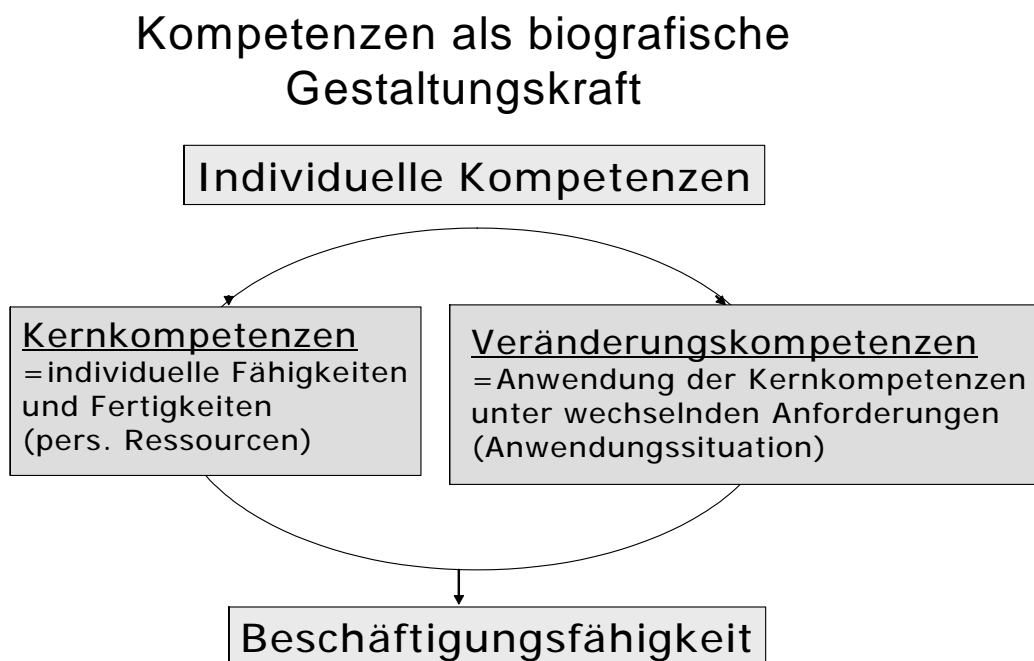 Kompetenzen als biografische
Gestaltungskraft
Individuelle Kompetenzen
Kernkompetenzen
=individuelle Fähigkeiten
und Fertigkeiten
(pers. Ressourcen)
Veränderungskompetenzen
=Anwendung der Kernkompetenzen
unter wechselnden Anforderungen
(Anwendungssituation)
Beschäftigungsfähigkeit